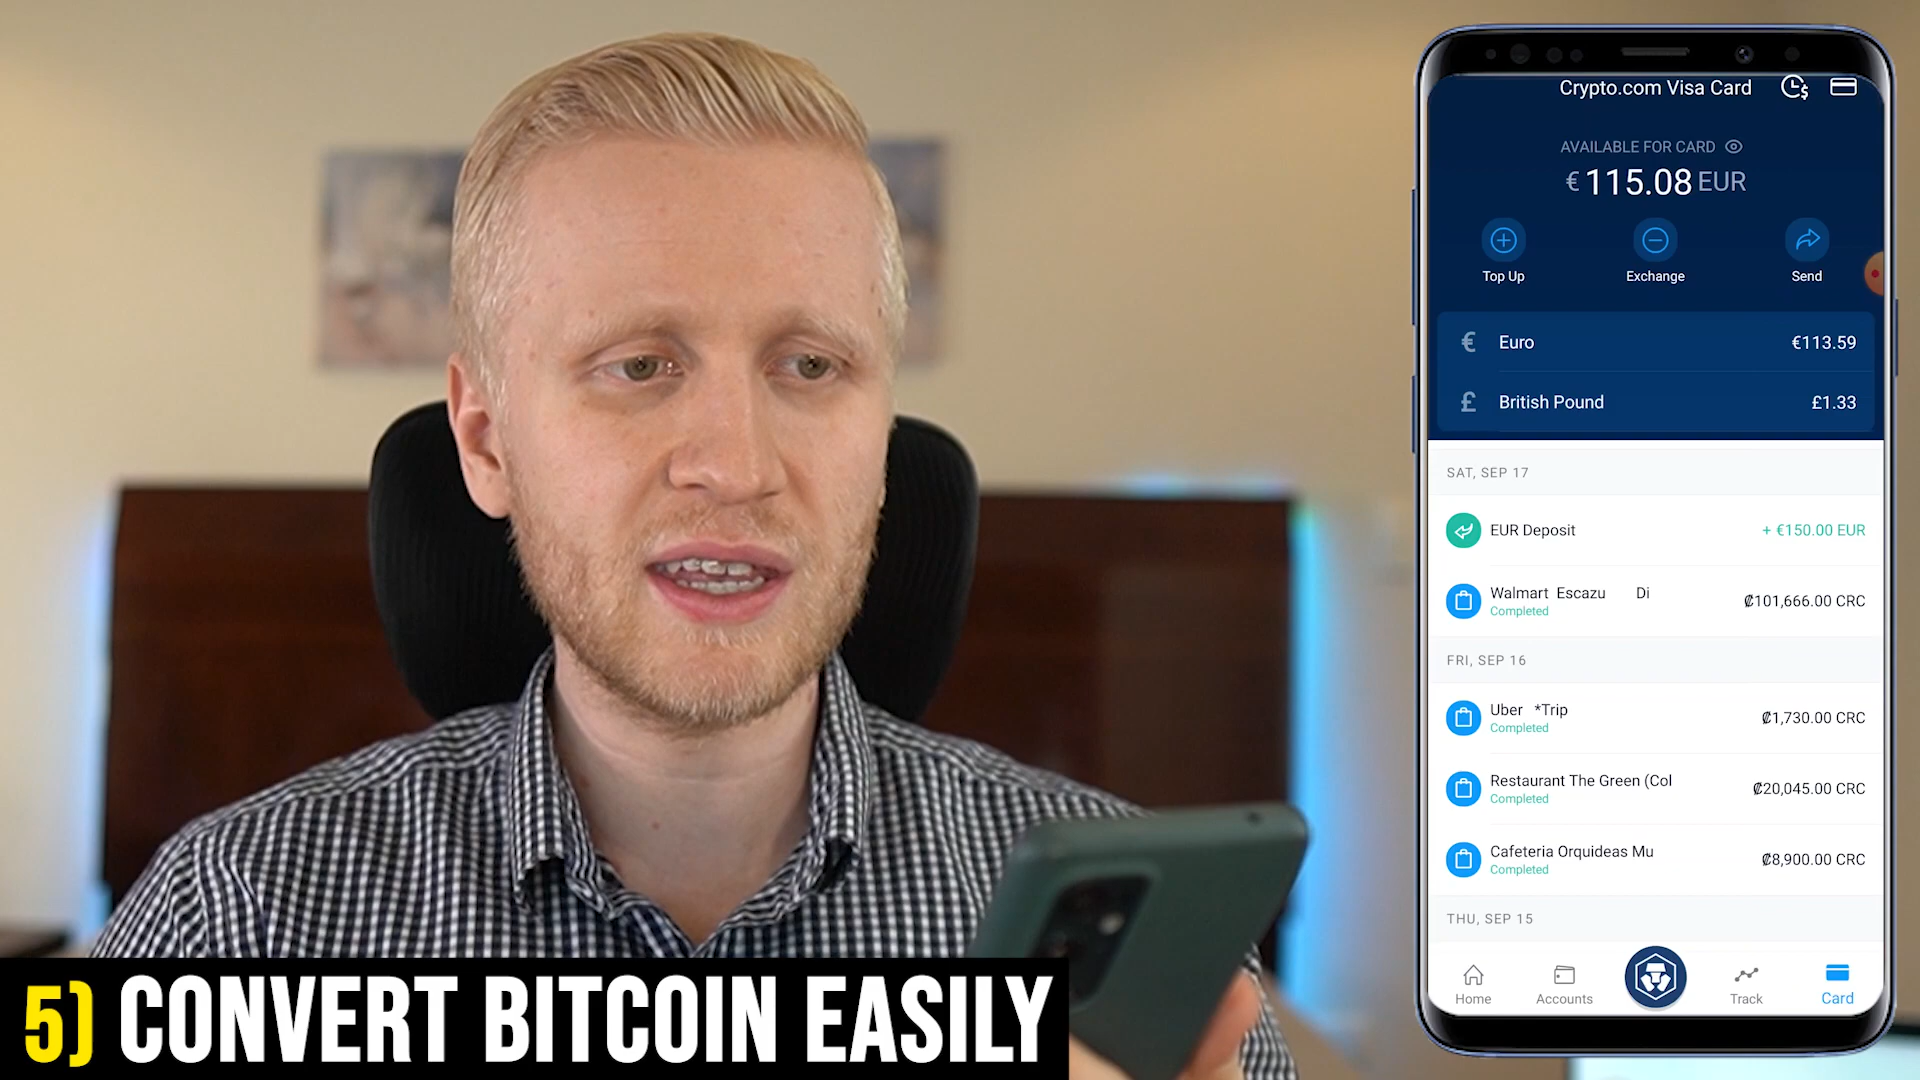 Crypto.com Visa Card
AVAILABLE FOR CARD
€ 115.08 EUR
Top Up
Exchange
Send
€ Euro €113.59
£ British Pound £1.33
SAT, SEP 17
EUR Deposit + €150.00 EUR
Walmart Escazu Di ₡101,666.00 CRC
Completed
FRI, SEP 16
Uber *Trip ₡1,730.00 CRC
Completed
Restaurant The Green (Col ₡20,045.00 CRC
Completed
Cafeteria Orquideas Mu ₡8,900.00 CRC
Completed
THU, SEP 15
Home
Accounts
Track
Card
5) CONVERT BITCOIN EASILY